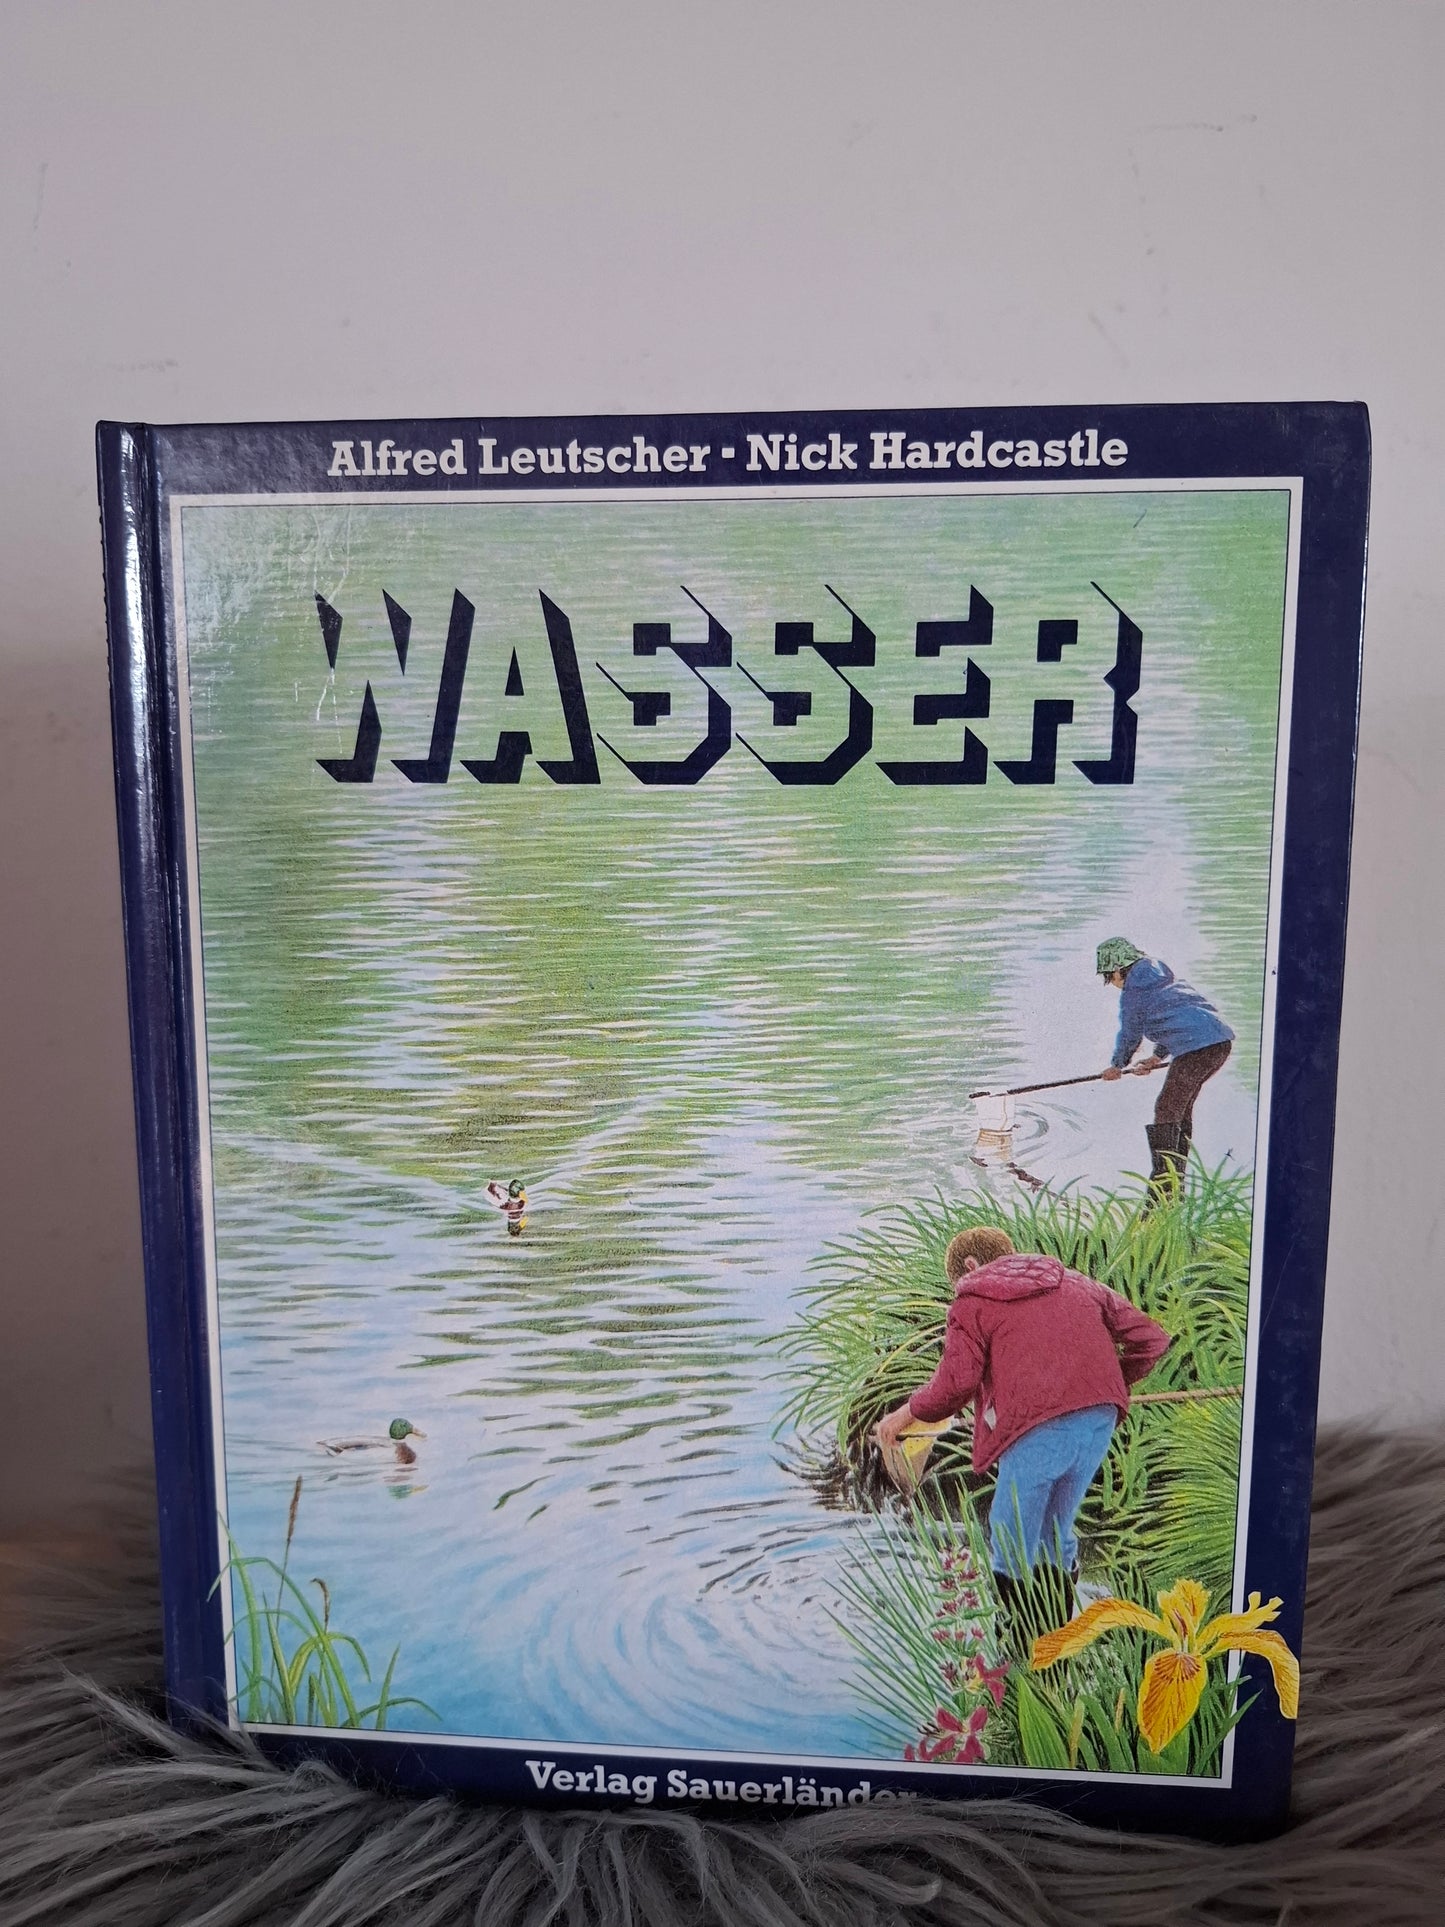 Alfred Leutscher ▪ Nick Hardcastle
WASSER
Verlag Sauerländer